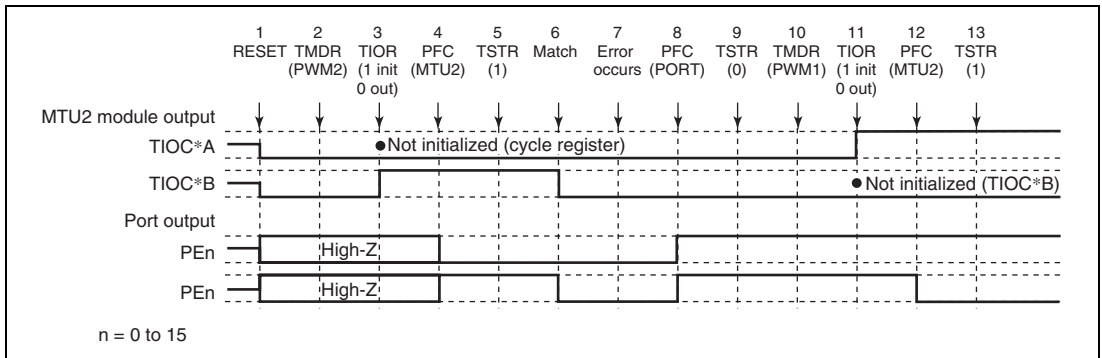 1 2 3 4 5 6 7 8 9 10 11 12 13
RESET TMDR TIOR PFC TSTR Match Error PFC TSTR TMDR TIOR PFC TSTR
(PWM2) (1 init (MTU2) (1) occurs (PORT) (0) (PWM1) (1 init (MTU2) (1)
0 out) 0 out)
MTU2 module output
TIOC*A
Not initialized (cycle register)
TIOC*B
Not initialized (TIOC*B)
Port output
PEn
High-Z
PEn
High-Z
n = 0 to 15